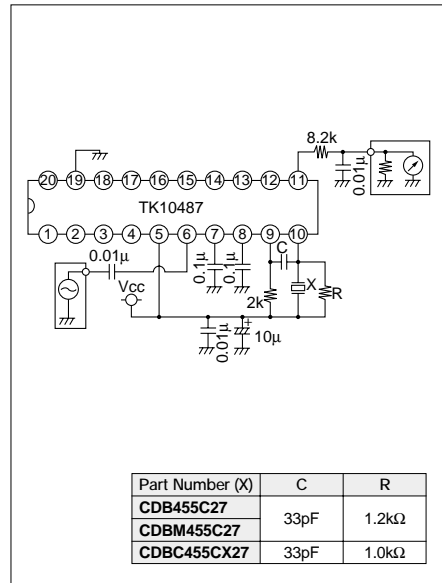 8.2k
0.01µ
20 19 18 17 16 15 14 13 12 11
TK10487
1 2 3 4 5 6 7 8 9 10
0.01µ
0.1µ
0.1µ
C
Vcc
2k
X
R
0.01µ
+
10µ
Part Number (X) C R
CDB455C27 33pF 1.2kΩ
CDBM455C27
CDBC455CX27 33pF 1.0kΩ